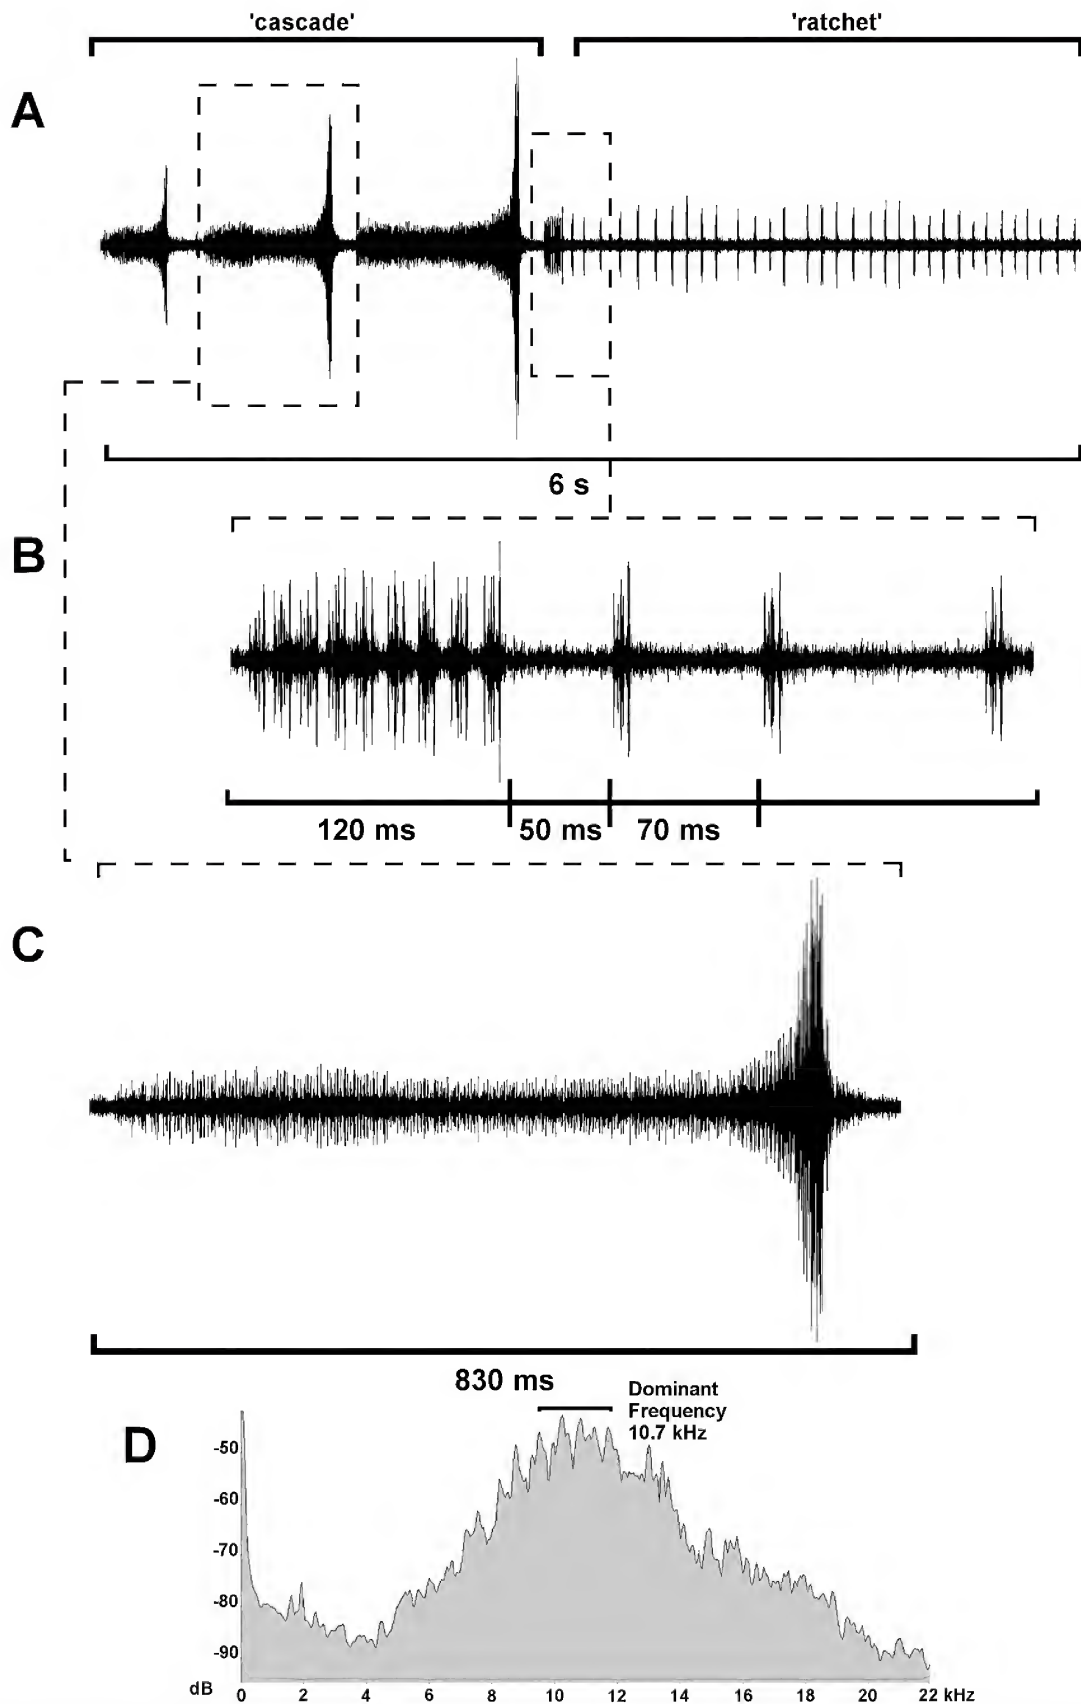 'cascade' 'ratchet'
A
6 s
B
120 ms 50 ms 70 ms
C
830 ms
D
Dominant
Frequency
10.7 kHz
-50
-60
-70
-80
-90
dB
0 2 4 6 8 10 12 14 16 18 20 22 kHz